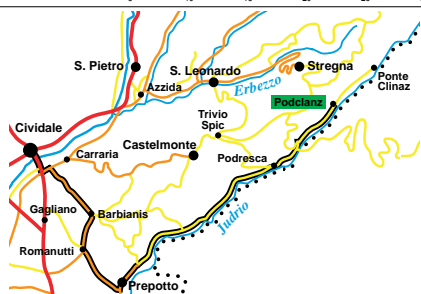 S. Pietro
S. Leonardo
Stregna
Azzida
Erbezzo
Ponte
Clinaz
Podclanz
Trivio
Spic
Cividale
Castelmonte
Carraria
Podresca
Gagliano
Barbianis
Judrio
Romanutti
Prepotto